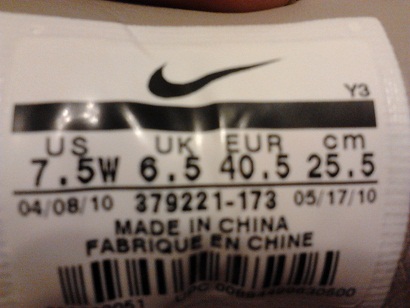 Y3
US UK EUR cm
7.5W 6.5 40.5 25.5
04/08/10 379221-173 05/17/10
MADE IN CHINA
FABRIQUE EN CHINE